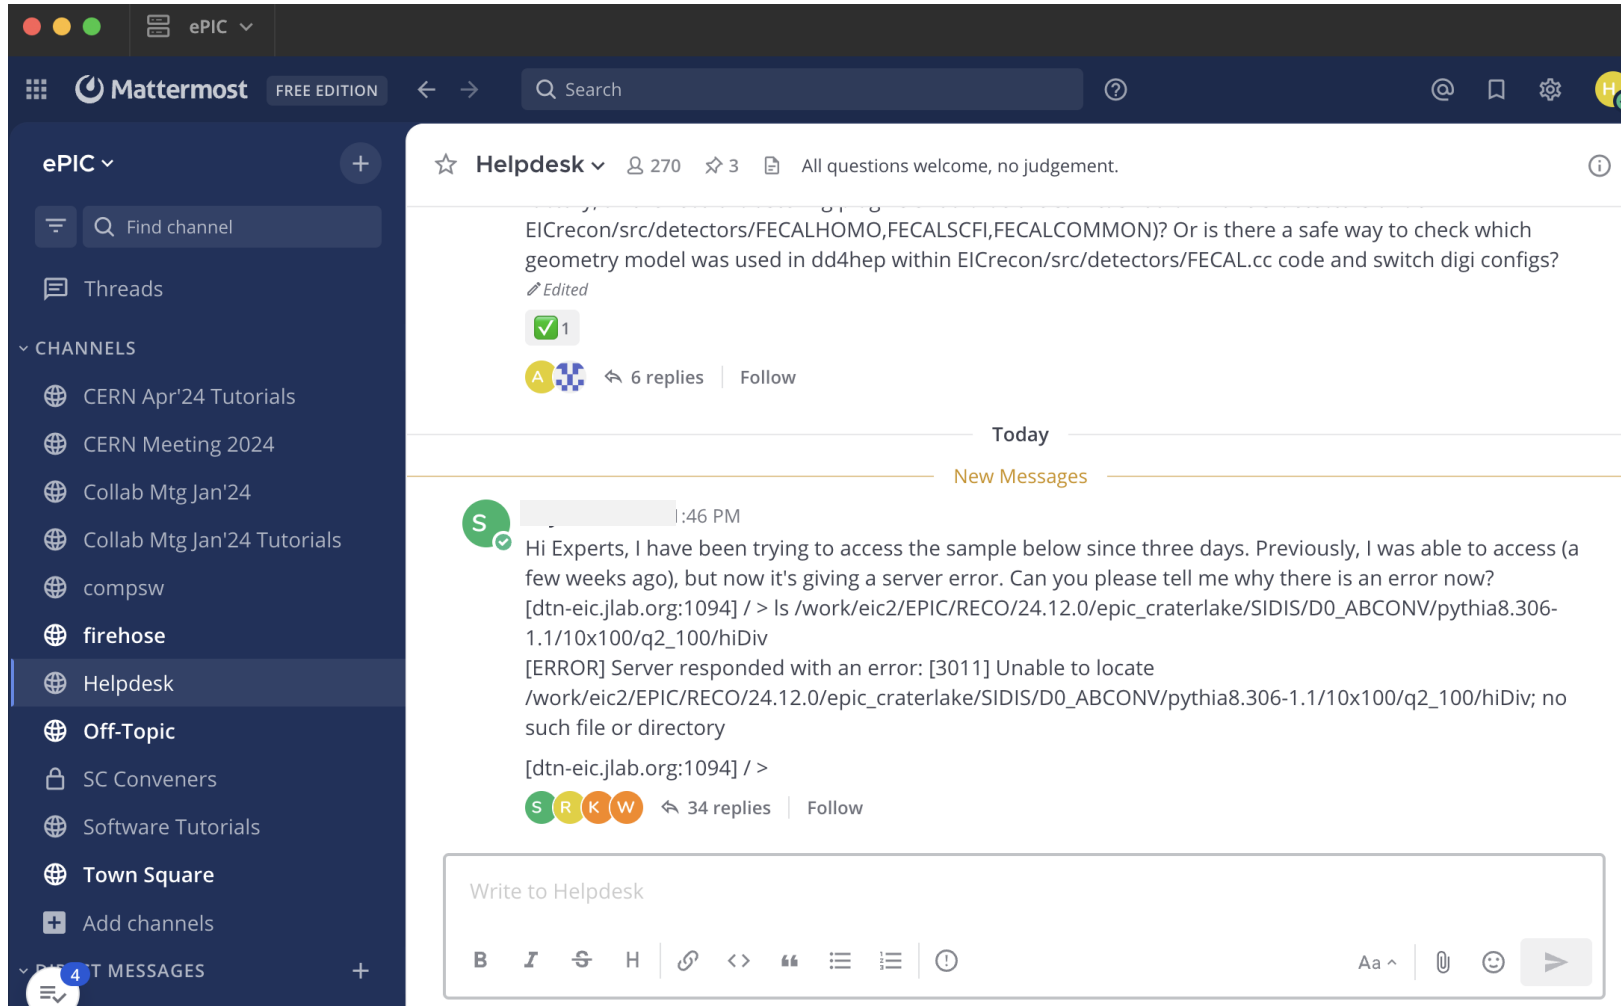 ePIC
Mattermost FREE EDITION
Search
H
ePIC
Find channel
Threads
CHANNELS
CERN Apr'24 Tutorials
CERN Meeting 2024
Collab Mtg Jan'24
Collab Mtg Jan'24 Tutorials
compsw
firehose
Helpdesk
Off-Topic
SC Conveners
Software Tutorials
Town Square
Add channels
MESSAGES
4
Helpdesk 270 3 All questions welcome, no judgement.
EICrecon/src/detectors/FECALHOMO,FECALSCFI,FECALCOMMON)? Or is there a safe way to check which
geometry model was used in dd4hep within EICrecon/src/detectors/FECAL.cc code and switch digi configs?
Edited
1
A 6 replies Follow
Today
New Messages
S :46 PM
Hi Experts, I have been trying to access the sample below since three days. Previously, I was able to access (a
few weeks ago), but now it's giving a server error. Can you please tell me why there is an error now?
[dtn-eic.jlab.org:1094] / > ls /work/eic2/EPIC/RECO/24.12.0/epic_craterlake/SIDIS/D0_ABCONV/pythia8.306-
1.1/10x100/q2_100/hiDiv
[ERROR] Server responded with an error: [3011] Unable to locate
/work/eic2/EPIC/RECO/24.12.0/epic_craterlake/SIDIS/D0_ABCONV/pythia8.306-1.1/10x100/q2_100/hiDiv; no
such file or directory
[dtn-eic.jlab.org:1094] / >
S R K W 34 replies Follow
Write to Helpdesk
B I S H Aa